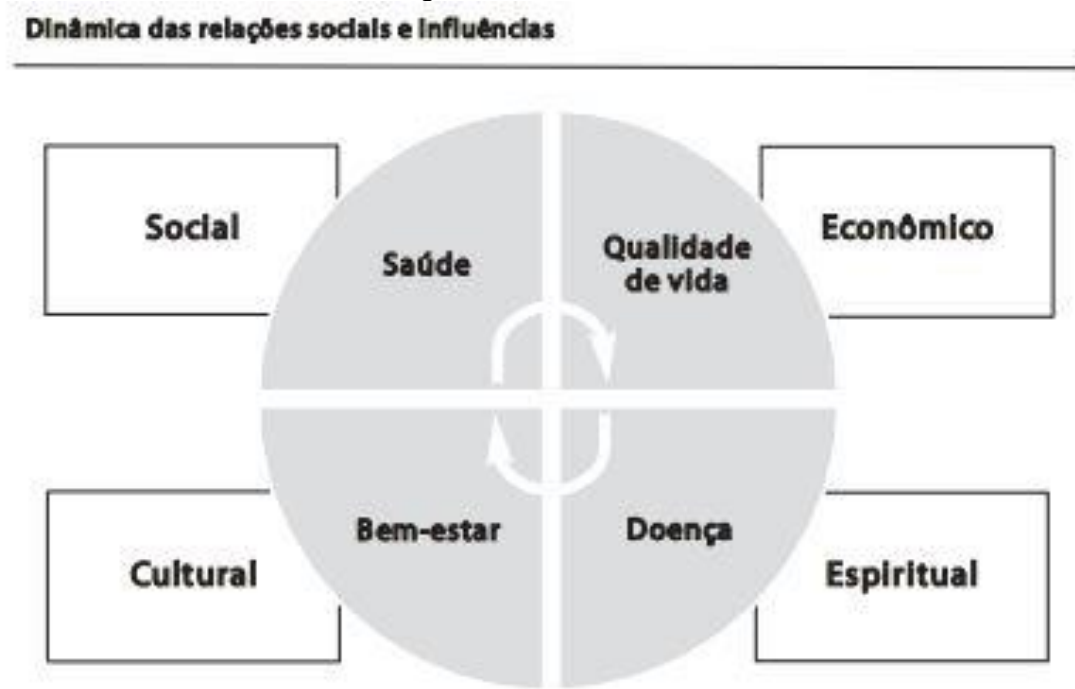 Dinâmica das relações sociais e influências
Social
Saúde
Qualidade
de vida
Econômico
Cultural
Bem-estar
Doença
Espiritual